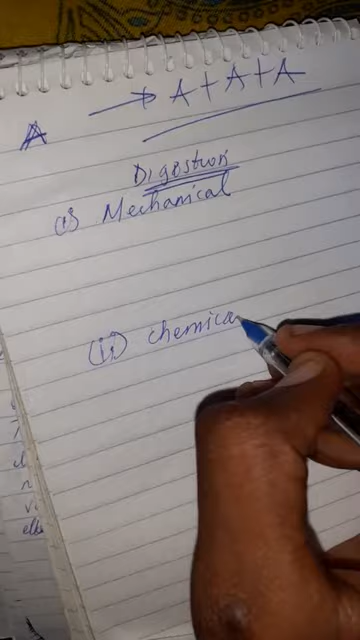 A → A + A + A
Digestion
(i) Mechanical
(ii) chemica